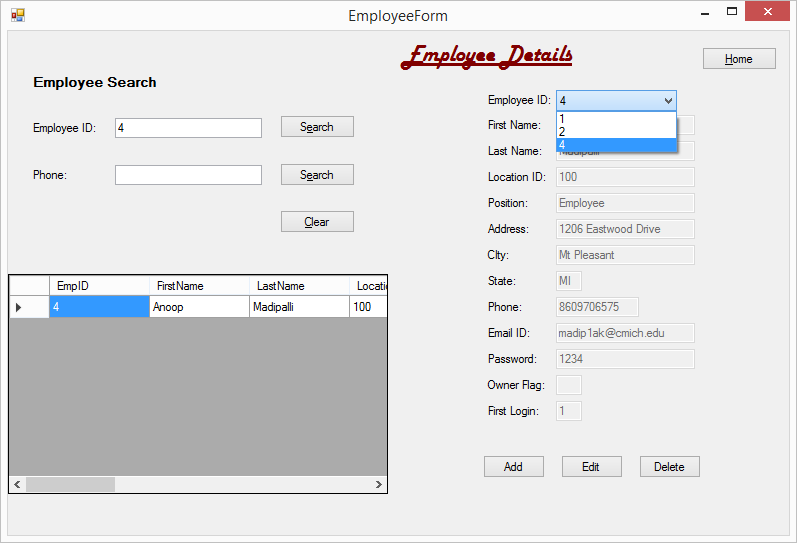 EmployeeForm
Employee Details
Home
Employee Search
Employee ID: 4 Search
Phone: Search
Clear
EmpID FirstName LastName Locatio
4 Anoop Madipalli 100
Employee ID: 4
1
2
4
First Name:
Last Name: Madipalli
Location ID: 100
Position: Employee
Address: 1206 Eastwood Drive
CIty: Mt Pleasant
State: MI
Phone: 8609706575
Email ID: madip1ak@cmich.edu
Password: 1234
Owner Flag:
First Login: 1
Add Edit Delete